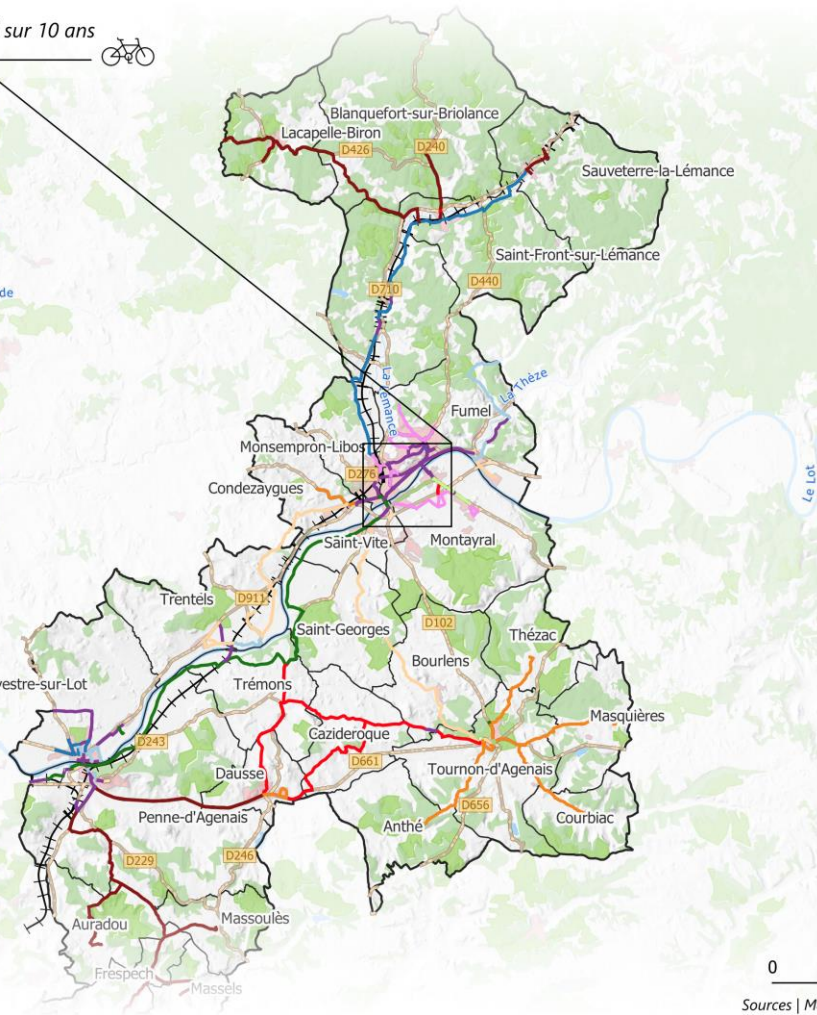 sur 10 ans
Blanquefort-sur-Briolance
Lacapelle-Biron
D426
D240
Sauveterre-la-Lémance
Saint-Front-sur-Lémance
D440
D710
de
La Thèze
La Lémance
Fumel
Monsempron-Libos
D276
Condezaygues
Le Lot
Saint-Vite
Montayral
Trentels
D911
Saint-Georges
D102
Thézac
Bourlens
vestre-sur-Lot
Trémons
Masquières
Cazideroque
D243
D661
Tournon-d'Agenais
Dausse
D656
Penne-d'Agenais
Courbiac
Anthé
D229
D246
Auradou
Massoulès
Frespech
Massels
0
Sources | M